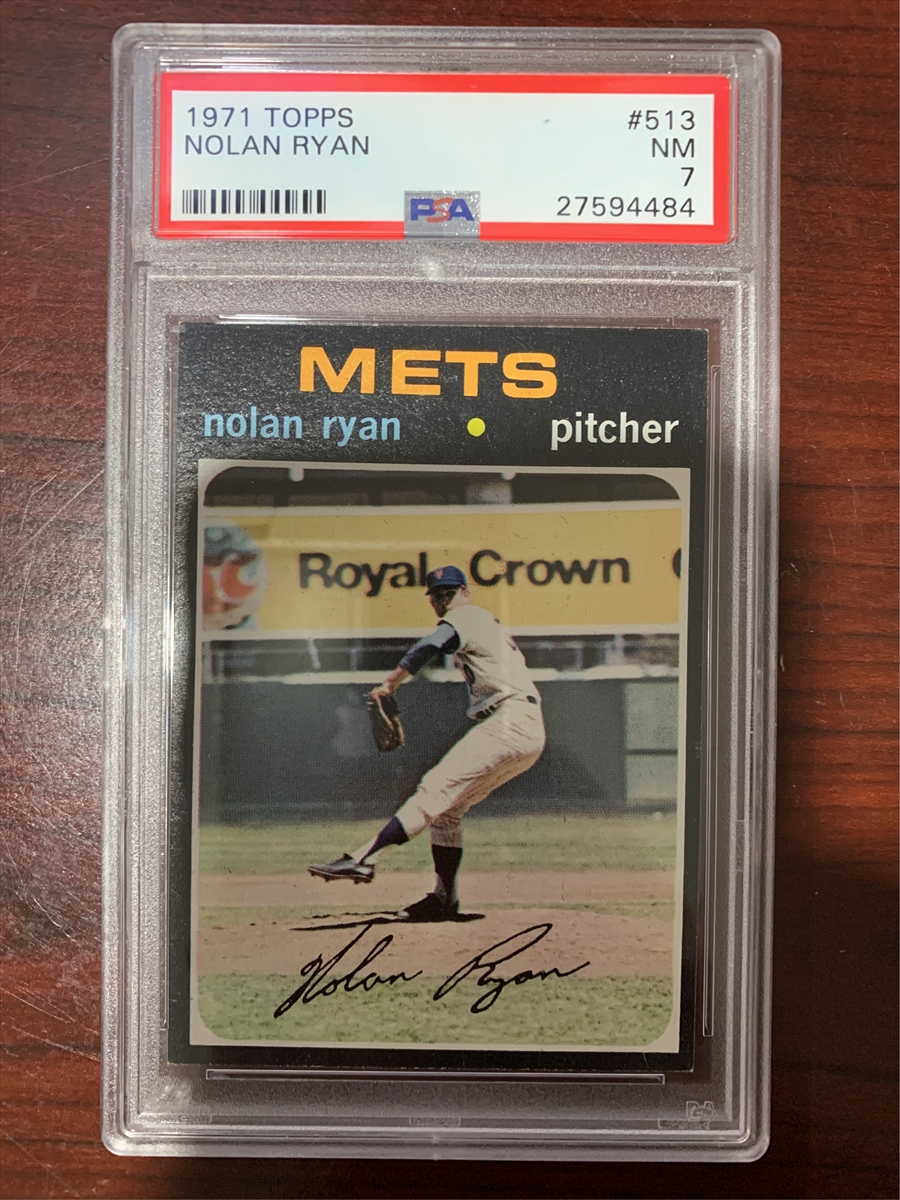 1971 TOPPS #513
NOLAN RYAN NM
7
PSA 27594484
METS
nolan ryan • pitcher
Royal Crown C
Nolan Ryan